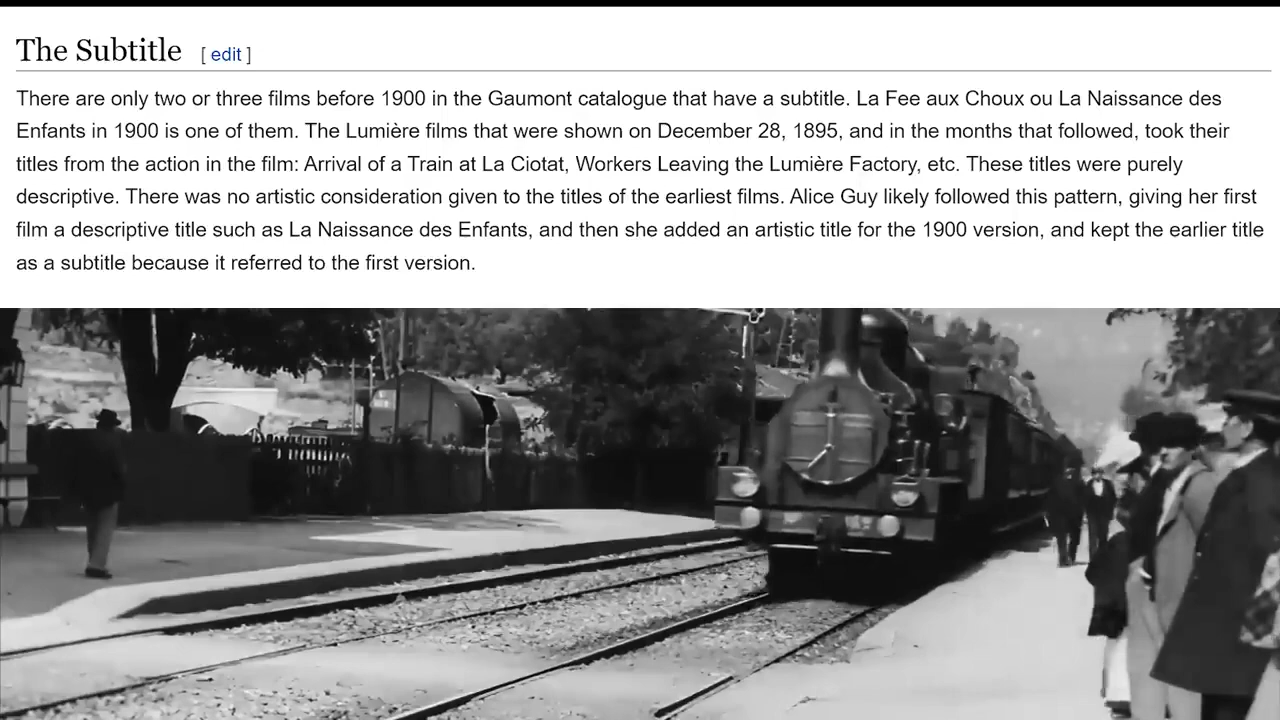 The Subtitle [ edit ]
There are only two or three films before 1900 in the Gaumont catalogue that have a subtitle. La Fee aux Choux ou La Naissance des
Enfants in 1900 is one of them. The Lumière films that were shown on December 28, 1895, and in the months that followed, took their
titles from the action in the film: Arrival of a Train at La Ciotat, Workers Leaving the Lumière Factory, etc. These titles were purely
descriptive. There was no artistic consideration given to the titles of the earliest films. Alice Guy likely followed this pattern, giving her first
film a descriptive title such as La Naissance des Enfants, and then she added an artistic title for the 1900 version, and kept the earlier title
as a subtitle because it referred to the first version.